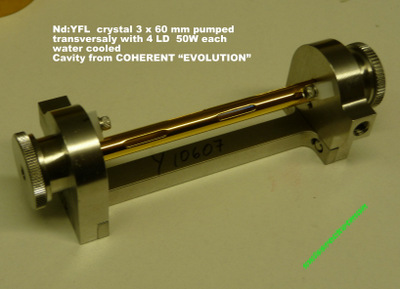 Nd:YFL crystal 3 x 60 mm pumped
transversaly with 4 LD 50W each
water cooled
Cavity from COHERENT “EVOLUTION”
Y10607